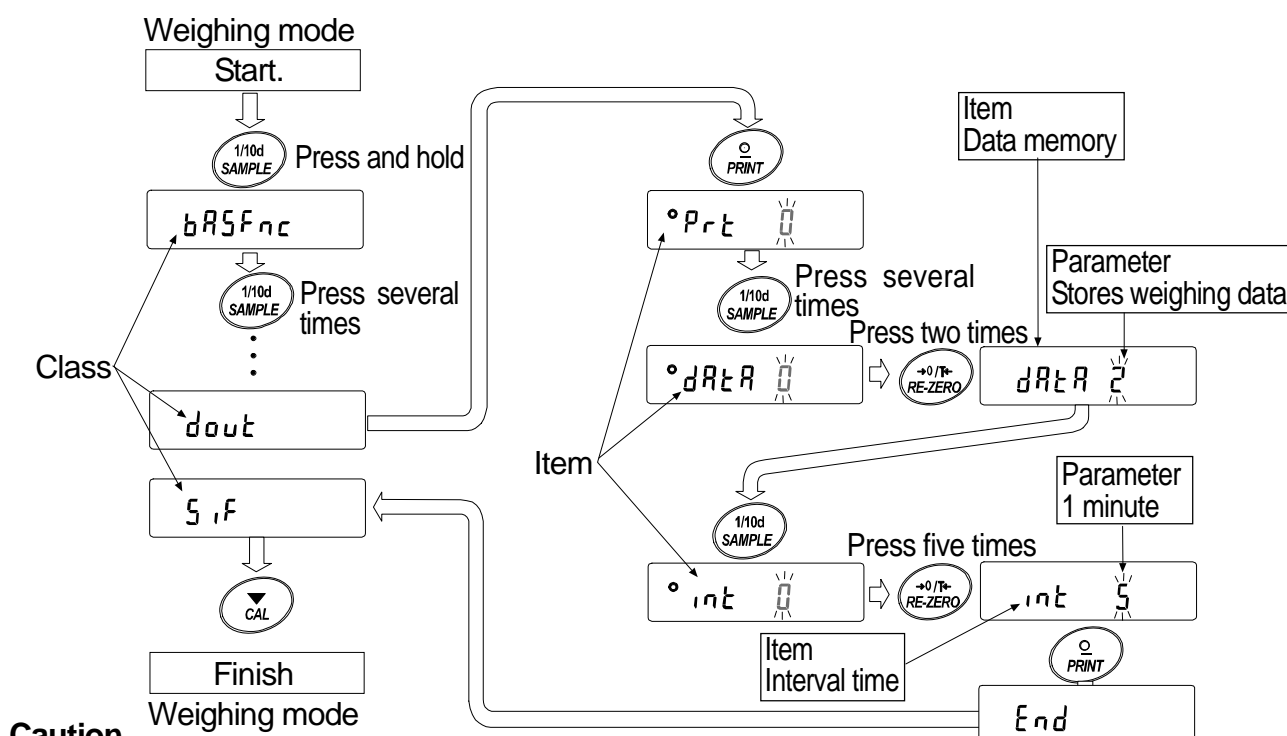 Weighing mode
Start.
1/10d
SAMPLE
Press and hold
bASFnc
1/10d
SAMPLE
Press several
times
Class
dout
SiF
CAL
Finish
Weighing mode
Caution
PRINT
Prt 0
1/10d
SAMPLE
Press several
times
dAtA 0
Press two times
→0/T←
RE-ZERO
Item
Data memory
Parameter
Stores weighing data
dAtA 2
Item
1/10d
SAMPLE
int 0
Press five times
→0/T←
RE-ZERO
Parameter
1 minute
int 5
Item
Interval time
PRINT
End